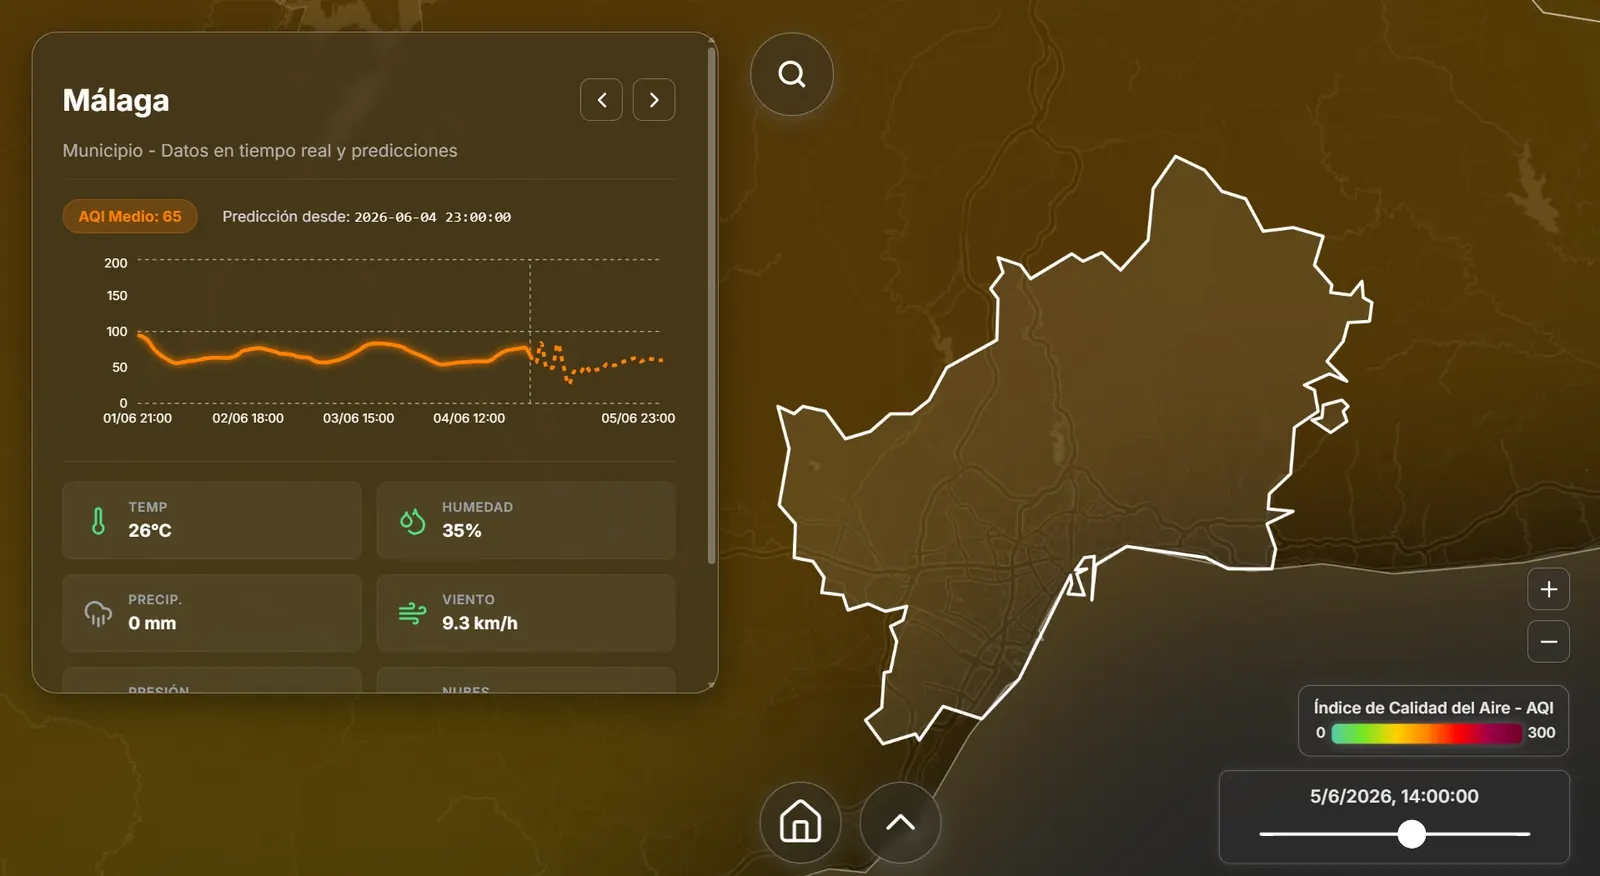 Málaga
Municipio - Datos en tiempo real y predicciones
AQI Medio: 65
Predicción desde: 2026-06-04 23:00:00
200
150
100
50
0
01/06 21:00
02/06 18:00
03/06 15:00
04/06 12:00
05/06 23:00
TEMP
26°C
HUMEDAD
35%
PRECIP.
0 mm
VIENTO
9.3 km/h
PRESIÓN
NUBES
Índice de Calidad del Aire - AQI
0
300
5/6/2026, 14:00:00